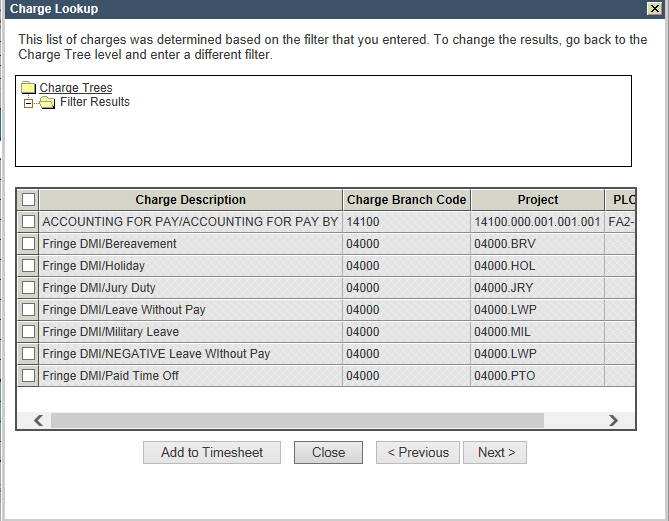 Charge Lookup
This list of charges was determined based on the filter that you entered. To change the results, go back to the
Charge Tree level and enter a different filter.
Charge Trees
Filter Results
Charge Description Charge Branch Code Project PLC
ACCOUNTING FOR PAY/ACCOUNTING FOR PAY BY 14100 14100.000.001.001.001 FA2-
Fringe DMI/Bereavement 04000 04000.BRV
Fringe DMI/Holiday 04000 04000.HOL
Fringe DMI/Jury Duty 04000 04000.JRY
Fringe DMI/Leave Without Pay 04000 04000.LWP
Fringe DMI/Military Leave 04000 04000.MIL
Fringe DMI/NEGATIVE Leave WIthout Pay 04000 04000.LWP
Fringe DMI/Paid Time Off 04000 04000.PTO
Add to Timesheet Close < Previous Next >